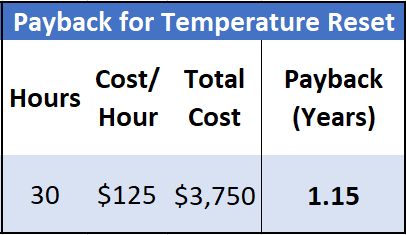 Payback for Temperature Reset
Hours Cost/ Hour Total Cost Payback (Years)
30 $125 $3,750 1.15